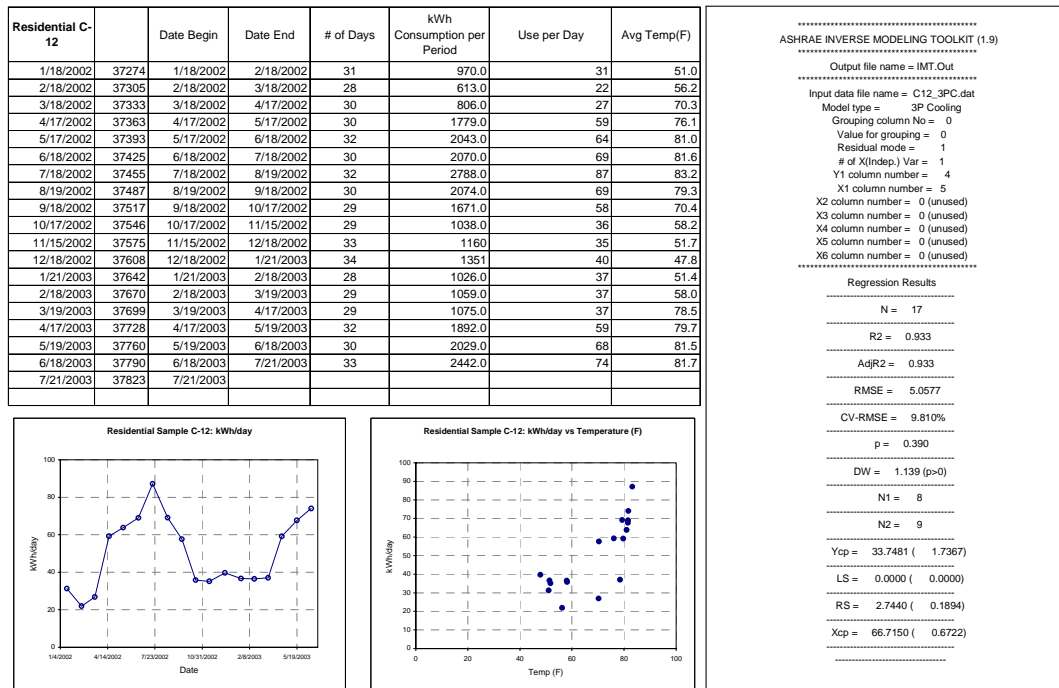 Residential C-12 Date Begin Date End # of Days kWh Consumption per Period Use per Day Avg Temp(F)
1/18/2002 37274 1/18/2002 2/18/2002 31 970.0 31 51.0
2/18/2002 37305 2/18/2002 3/18/2002 28 613.0 22 56.2
3/18/2002 37333 3/18/2002 4/17/2002 30 806.0 27 70.3
4/17/2002 37363 4/17/2002 5/17/2002 30 1779.0 59 76.1
5/17/2002 37393 5/17/2002 6/18/2002 32 2043.0 64 81.0
6/18/2002 37425 6/18/2002 7/18/2002 30 2070.0 69 81.6
7/18/2002 37455 7/18/2002 8/19/2002 32 2788.0 87 83.2
8/19/2002 37487 8/19/2002 9/18/2002 30 2074.0 69 79.3
9/18/2002 37517 9/18/2002 10/17/2002 29 1671.0 58 70.4
10/17/2002 37546 10/17/2002 11/15/2002 29 1038.0 36 58.2
11/15/2002 37575 11/15/2002 12/18/2002 33 1160 35 51.7
12/18/2002 37608 12/18/2002 1/21/2003 34 1351 40 47.8
1/21/2003 37642 1/21/2003 2/18/2003 28 1026.0 37 51.4
2/18/2003 37670 2/18/2003 3/19/2003 29 1059.0 37 58.0
3/19/2003 37699 3/19/2003 4/17/2003 29 1075.0 37 78.5
4/17/2003 37728 4/17/2003 5/19/2003 32 1892.0 59 79.7
5/19/2003 37760 5/19/2003 6/18/2003 30 2029.0 68 81.5
6/18/2003 37790 6/18/2003 7/21/2003 33 2442.0 74 81.7
7/21/2003 37823 7/21/2003
Residential Sample C-12: kWh/day
100
80
60
40
20
0
kWh/day
1/4/2002 4/14/2002 7/23/2002 10/31/2002 2/8/2003 5/19/2003
Date
Residential Sample C-12: kWh/day vs Temperature (F)
100
90
80
70
60
50
40
30
20
10
0
kWh/day
0 20 40 60 80 100
Temp (F)
*******************************************
ASHRAE INVERSE MODELING TOOLKIT (1.9)
*******************************************
Output file name = IMT.Out
*******************************************
Input data file name = C12_3PC.dat
Model type = 3P Cooling
Grouping column No = 0
Value for grouping = 0
Residual mode = 1
# of X(Indep.) Var = 1
Y1 column number = 4
X1 column number = 5
X2 column number = 0 (unused)
X3 column number = 0 (unused)
X4 column number = 0 (unused)
X5 column number = 0 (unused)
X6 column number = 0 (unused)
*******************************************
Regression Results
--------------------------------------
N = 17
--------------------------------------
R2 = 0.933
--------------------------------------
AdjR2 = 0.933
--------------------------------------
RMSE = 5.0577
--------------------------------------
CV-RMSE = 9.810%
--------------------------------------
p = 0.390
--------------------------------------
DW = 1.139 (p>0)
--------------------------------------
N1 = 8
--------------------------------------
N2 = 9
--------------------------------------
Ycp = 33.7481 ( 1.7367)
--------------------------------------
LS = 0.0000 ( 0.0000)
--------------------------------------
RS = 2.7440 ( 0.1894)
--------------------------------------
Xcp = 66.7150 ( 0.6722)
--------------------------------------
---------------------------------